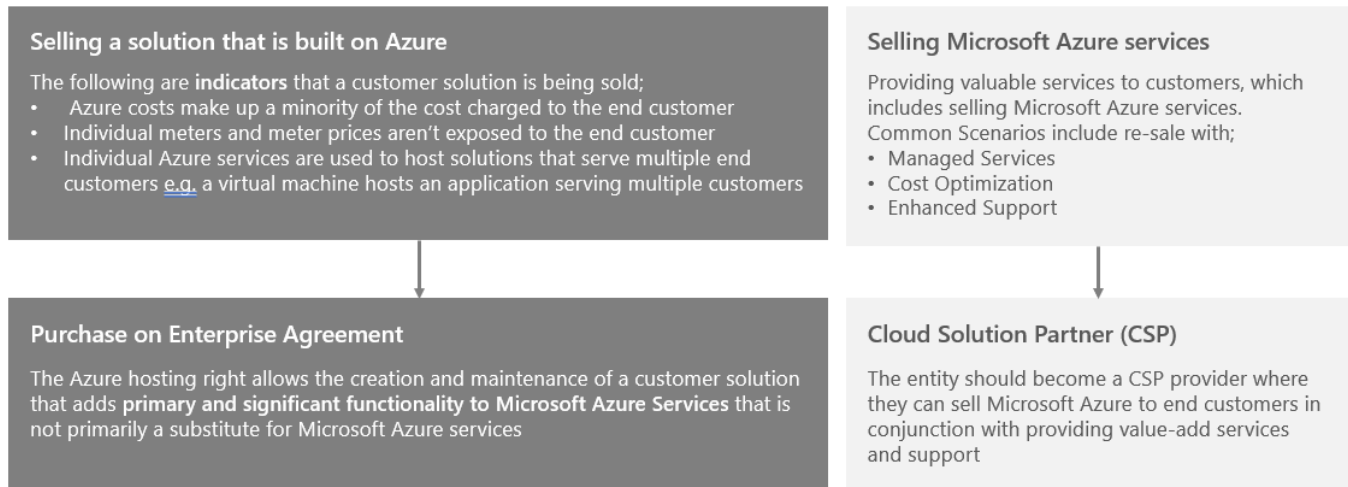 Selling a solution that is built on Azure
The following are indicators that a customer solution is being sold;
• Azure costs make up a minority of the cost charged to the end customer
• Individual meters and meter prices aren’t exposed to the end customer
• Individual Azure services are used to host solutions that serve multiple end
customers e.g. a virtual machine hosts an application serving multiple customers
Selling Microsoft Azure services
Providing valuable services to customers, which
includes selling Microsoft Azure services.
Common Scenarios include re-sale with;
• Managed Services
• Cost Optimization
• Enhanced Support
Purchase on Enterprise Agreement
The Azure hosting right allows the creation and maintenance of a customer solution
that adds primary and significant functionality to Microsoft Azure Services that is
not primarily a substitute for Microsoft Azure services
Cloud Solution Partner (CSP)
The entity should become a CSP provider where
they can sell Microsoft Azure to end customers in
conjunction with providing value-add services
and support